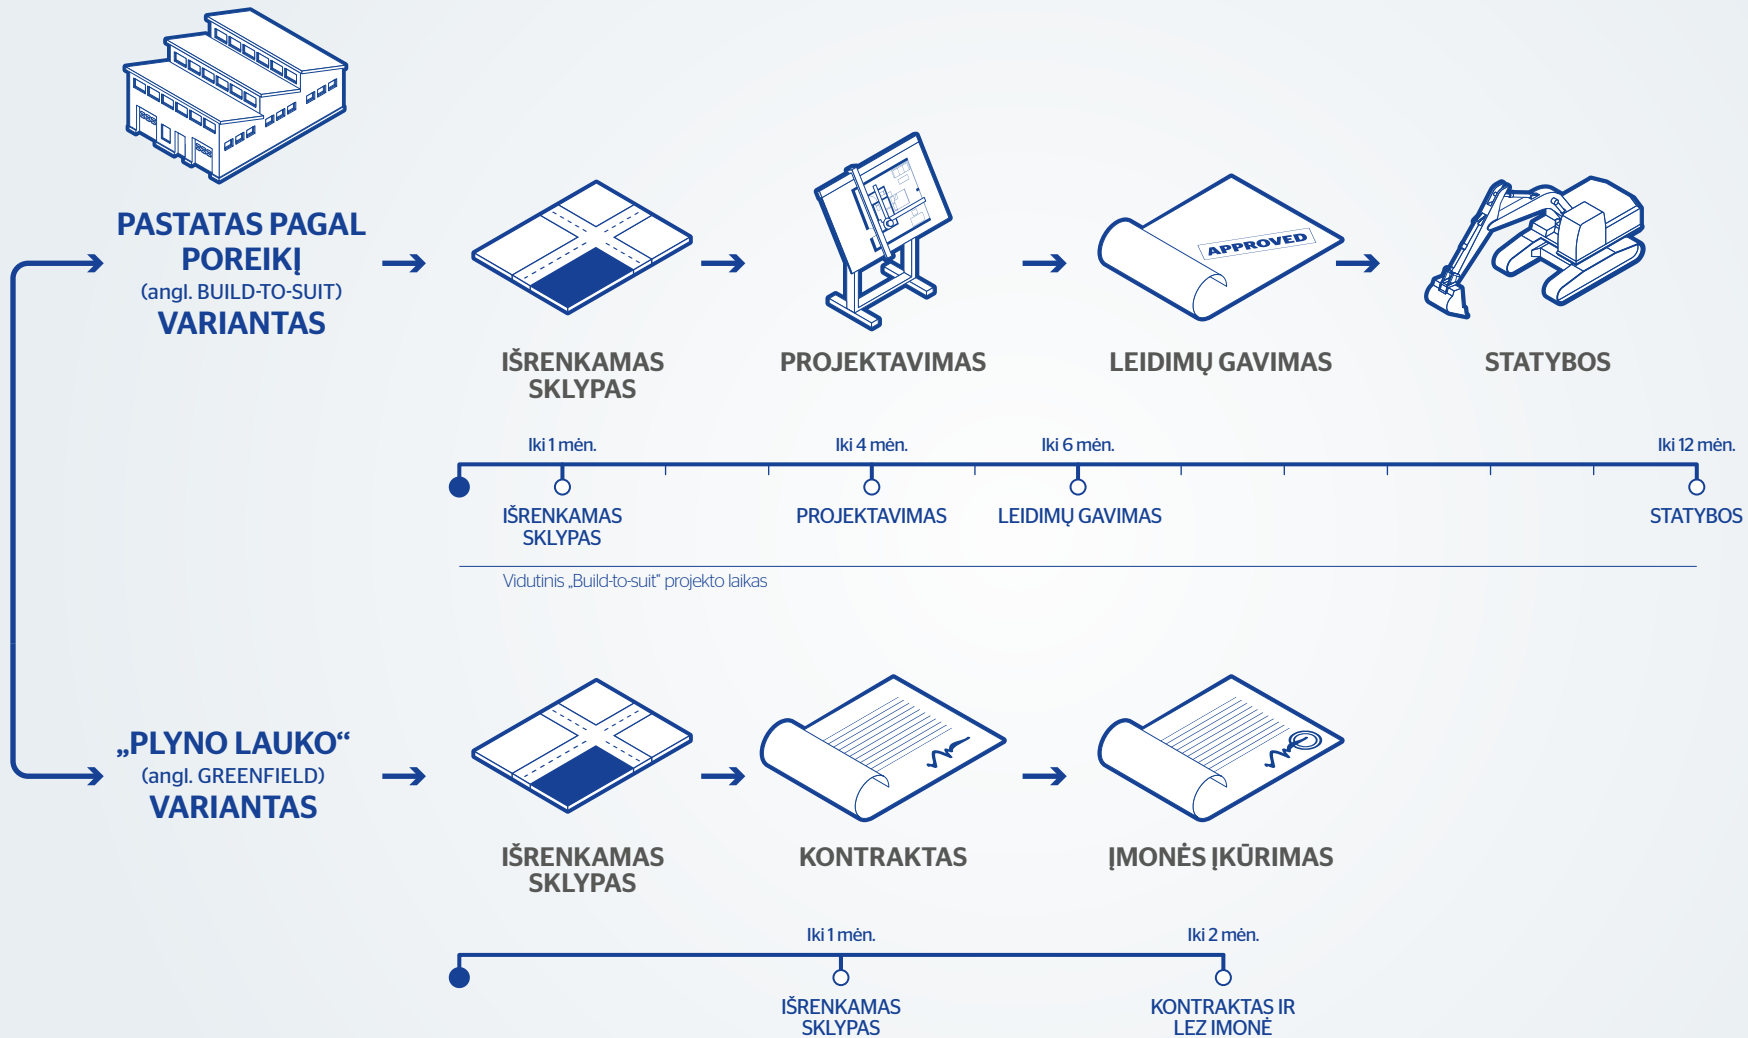 PASTATAS PAGAL
POREIKĮ
(angl. BUILD-TO-SUIT)
VARIANTAS
APPROVED
IŠRENKAMAS
SKLYPAS
PROJEKTAVIMAS
LEIDIMŲ GAVIMAS
STATYBOS
Iki 1 mėn.
Iki 4 mėn.
Iki 6 mėn.
Iki 12 mėn.
IŠRENKAMAS
SKLYPAS
PROJEKTAVIMAS
LEIDIMŲ GAVIMAS
STATYBOS
Vidutinis „Build-to-suit“ projekto laikas
„PLYNO LAUKO“
(angl. GREENFIELD)
VARIANTAS
IŠRENKAMAS
SKLYPAS
KONTRAKTAS
ĮMONĖS ĮKŪRIMAS
Iki 1 mėn.
Iki 2 mėn.
IŠRENKAMAS
SKLYPAS
KONTRAKTAS IR
LEZ IMONĖ